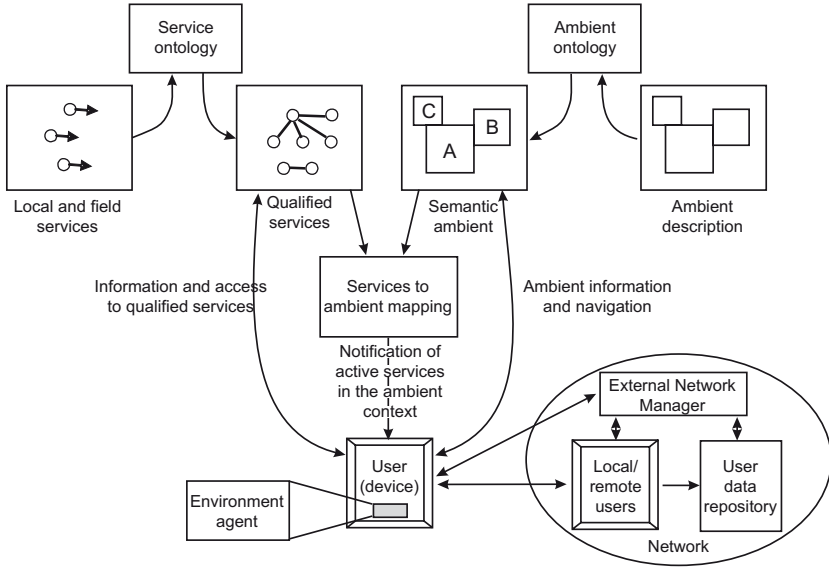 Service
ontology
Ambient
ontology
C
B
A
Local and field
services
Qualified
services
Semantic
ambient
Ambient
description
Information and access
to qualified services
Services to
ambient mapping
Ambient information
and navigation
Notification of
active services
in the ambient
context
External Network
Manager
User
(device)
Local/
remote
users
User
data
repository
Environment
agent
Network